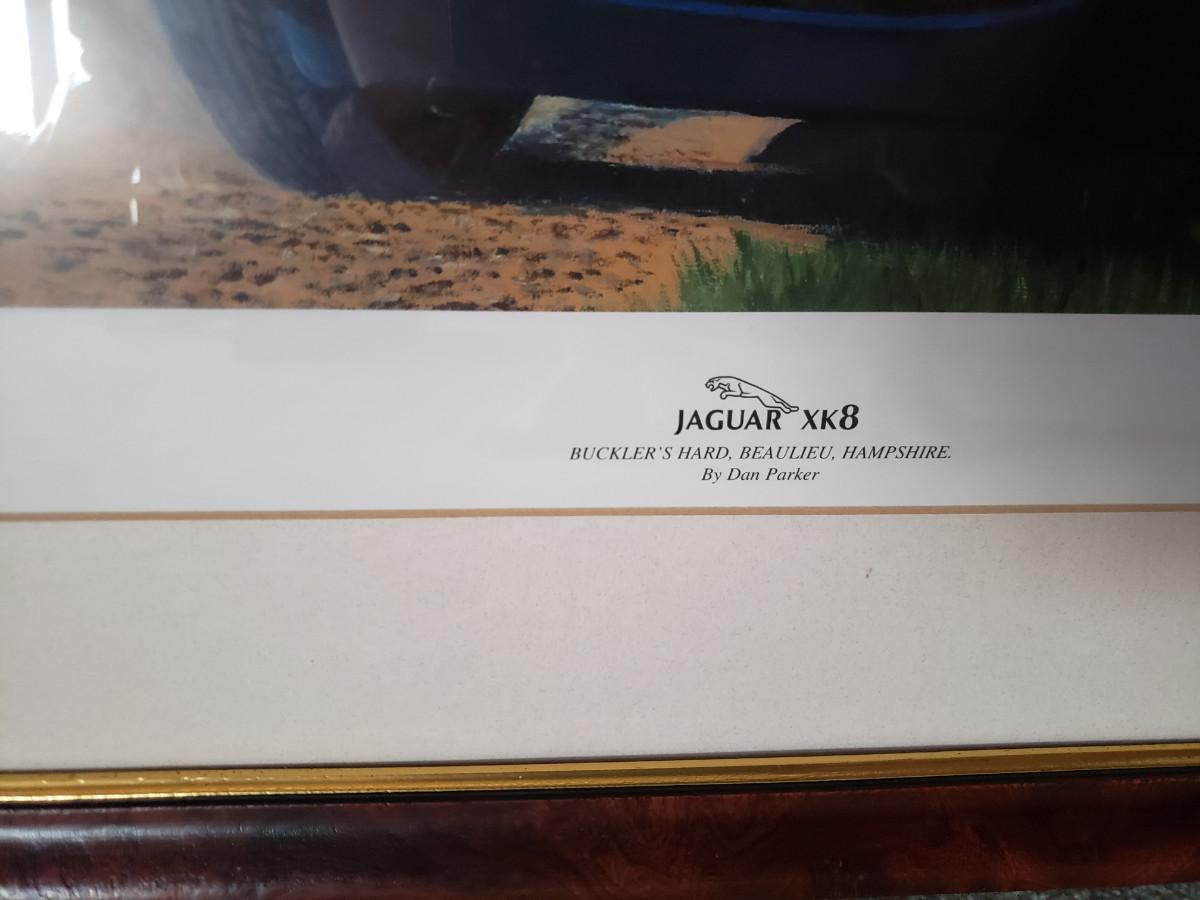 JAGUAR XK8
BUCKLER'S HARD, BEAULIEU, HAMPSHIRE.
By Dan Parker